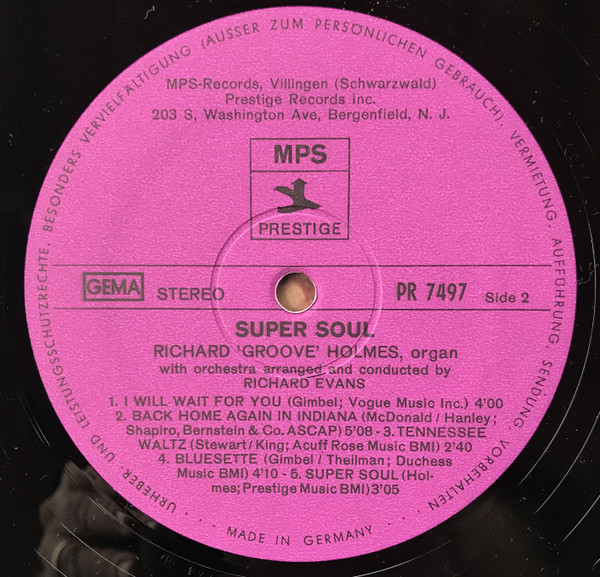 URHEBER- UND LEISTUNGSSCHUTZRECHTE, BESONDERS VERVIELFÄLTIGUNG (AUSSER ZUM PERSÖNLICHEN GEBRAUCH), VERMIETUNG, AUFFÜHRUNG, SENDUNG, VORBEHALTEN
MPS-Records, Villingen (Schwarzwald)
Prestige Records inc.
203 S, Washington Ave, Bergenfield, N. J.
MPS
PRESTIGE
GEMA STEREO PR 7497 Side 2
SUPER SOUL
RICHARD 'GROOVE' HOLMES, organ
with orchestra arranged and conducted by
RICHARD EVANS
1. I WILL WAIT FOR YOU (Gimbel; Vogue Music Inc.) 4'00
2. BACK HOME AGAIN IN INDIANA (McDonald / Hanley;
Shapiro, Bernstein & Co. ASCAP) 5'08 - 3. TENNESSEE
WALTZ (Stewart / King; Acuff Rose Music BMI) 2'40
4. BLUESETTE (Gimbel / Theilman; Duchess
Music BMI) 4'10 - 5. SUPER SOUL (Hol-
mes; Prestige Music BMI) 3'05
... MADE IN GERMANY ...